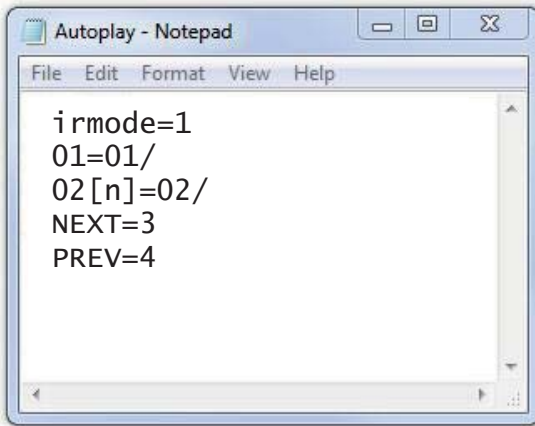 Autoplay - Notepad
File Edit Format View Help
irmode=1
01=01/
02[n]=02/
NEXT=3
PREV=4